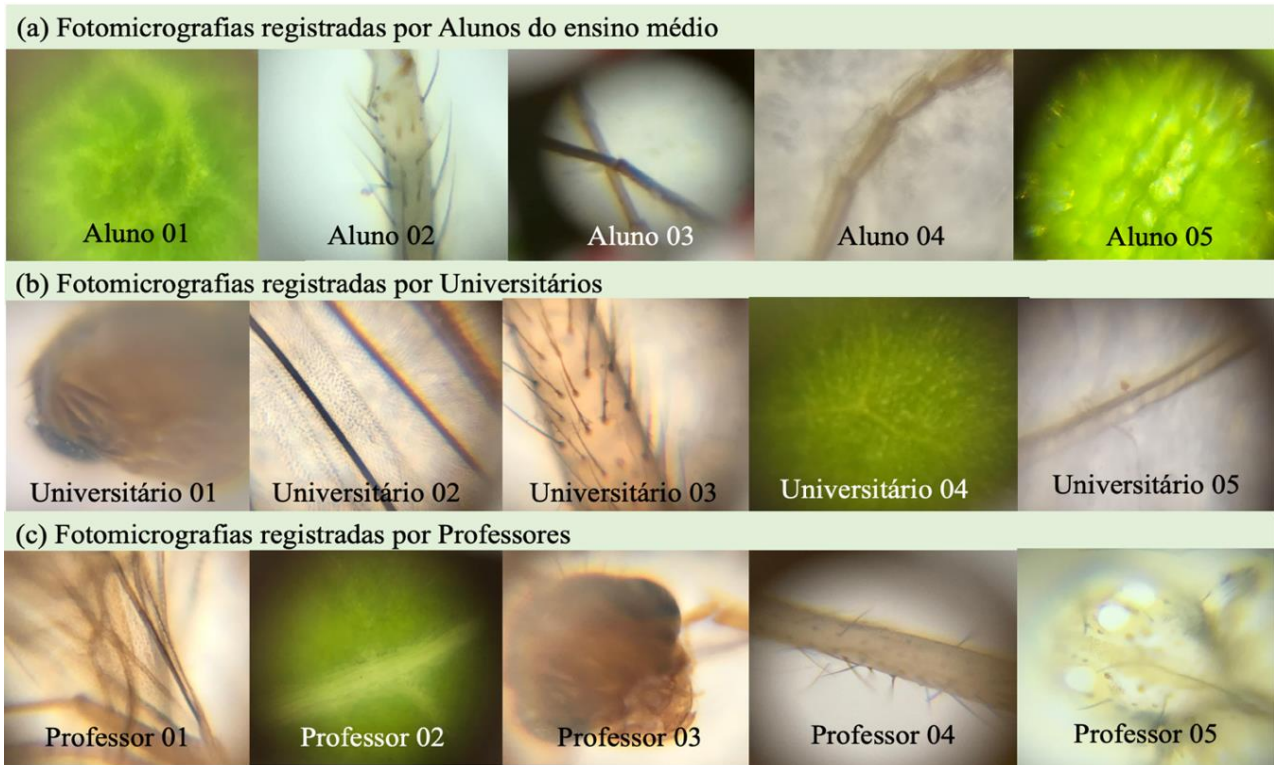 (a) Fotomicrografias registradas por Alunos do ensino médio
Aluno 01
Aluno 02
Aluno 03
Aluno 04
Aluno 05
(b) Fotomicrografias registradas por Universitários
Universitário 01
Universitário 02
Universitário 03
Universitário 04
Universitário 05
(c) Fotomicrografias registradas por Professores
Professor 01
Professor 02
Professor 03
Professor 04
Professor 05